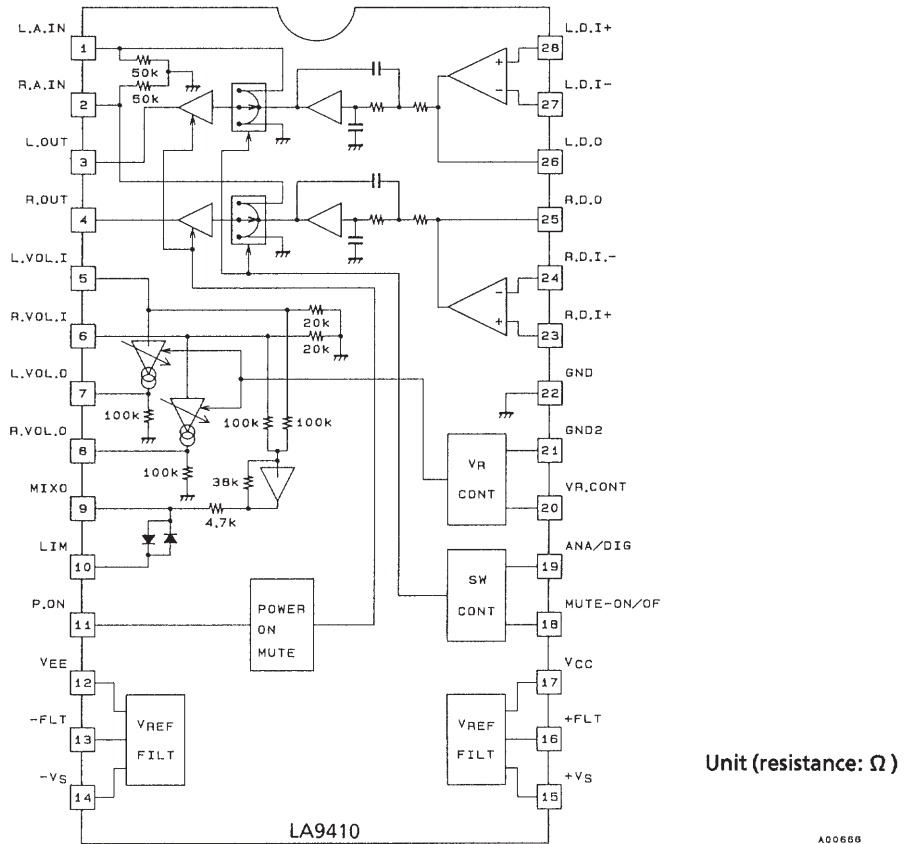 L.A.IN
1
50k
R.A.IN
50k
2
L.OUT
3
R.OUT
4
L.VOL.I
5
R.VOL.I
20k
6
20k
L.VOL.O
7
100k
100k
100k
R.VOL.O
8
100k
38k
MIXO
9
4.7k
LIM
10
P.ON
11
POWER
ON
MUTE
VEE
12
-FLT
VREF
13
FILT
-VS
14
L.D.I+
28
+
L.D.I-
-
27
L.D.O
26
R.D.O
25
R.D.I.-
24
-
R.D.I+
+
23
GND
22
GND2
21
VR
CONT
VR.CONT
20
ANA/DIG
19
SW
CONT
MUTE-ON/OF
18
VCC
17
+FLT
VREF
16
FILT
+VS
15
LA9410
Unit (resistance: Ω)
A00666